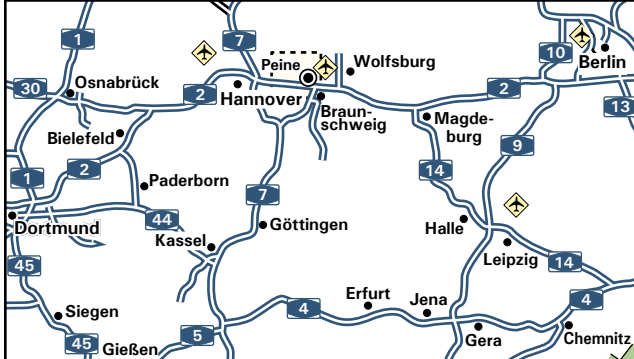 1
7
10
Berlin
Peine
Wolfsburg
30
Osnabrück
2
Hannover
2
13
Braun-
schweig
Magde-
burg
Bielefeld
9
2
14
1
Paderborn
7
44
Göttingen
Halle
Dortmund
Kassel
Leipzig
45
14
Erfurt
Jena
4
4
Siegen
5
45
Gießen
Gera
Chemnitz